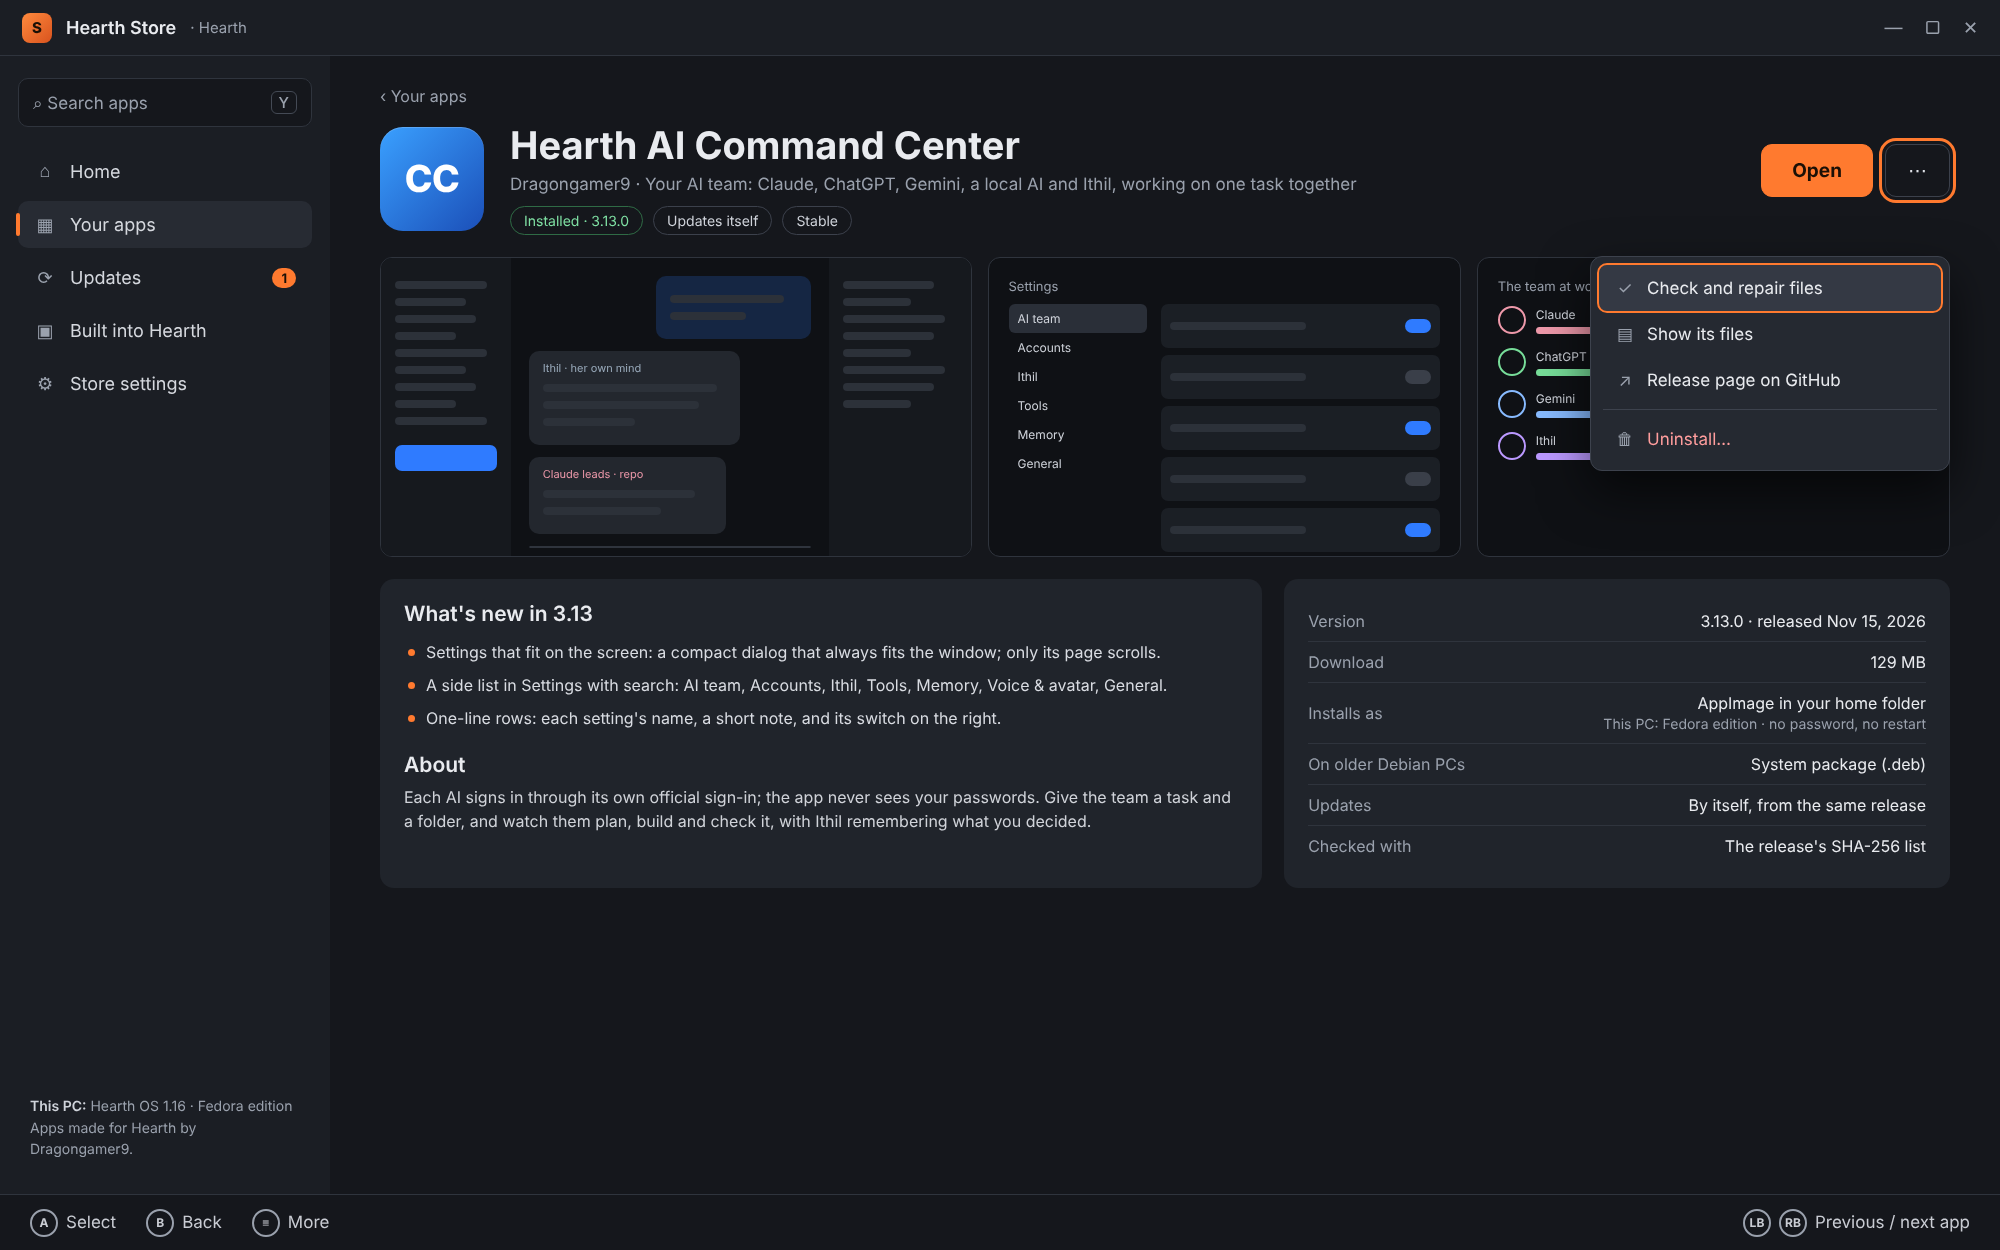 S Hearth Store · Hearth
Search apps Y
Home
Your apps
Updates 1
Built into Hearth
Store settings
This PC: Hearth OS 1.16 · Fedora edition
Apps made for Hearth by
Dragongamer9.
‹ Your apps
CC
Hearth AI Command Center
Dragongamer9 · Your AI team: Claude, ChatGPT, Gemini, a local AI and Ithil, working on one task together
Installed · 3.13.0 Updates itself Stable
Open ···
Ithil · her own mind
Claude leads · repo
Settings
AI team
Accounts
Ithil
Tools
Memory
General
The team at wo
Claude
ChatGPT
Gemini
Ithil
Check and repair files
Show its files
Release page on GitHub
Uninstall...
What's new in 3.13
Settings that fit on the screen: a compact dialog that always fits the window; only its page scrolls.
A side list in Settings with search: AI team, Accounts, Ithil, Tools, Memory, Voice & avatar, General.
One-line rows: each setting's name, a short note, and its switch on the right.
About
Each AI signs in through its own official sign-in; the app never sees your passwords. Give the team a task and
a folder, and watch them plan, build and check it, with Ithil remembering what you decided.
Version 3.13.0 · released Nov 15, 2026
Download 129 MB
Installs as AppImage in your home folder
This PC: Fedora edition · no password, no restart
On older Debian PCs System package (.deb)
Updates By itself, from the same release
Checked with The release's SHA-256 list
A Select B Back ≡ More
LB RB Previous / next app